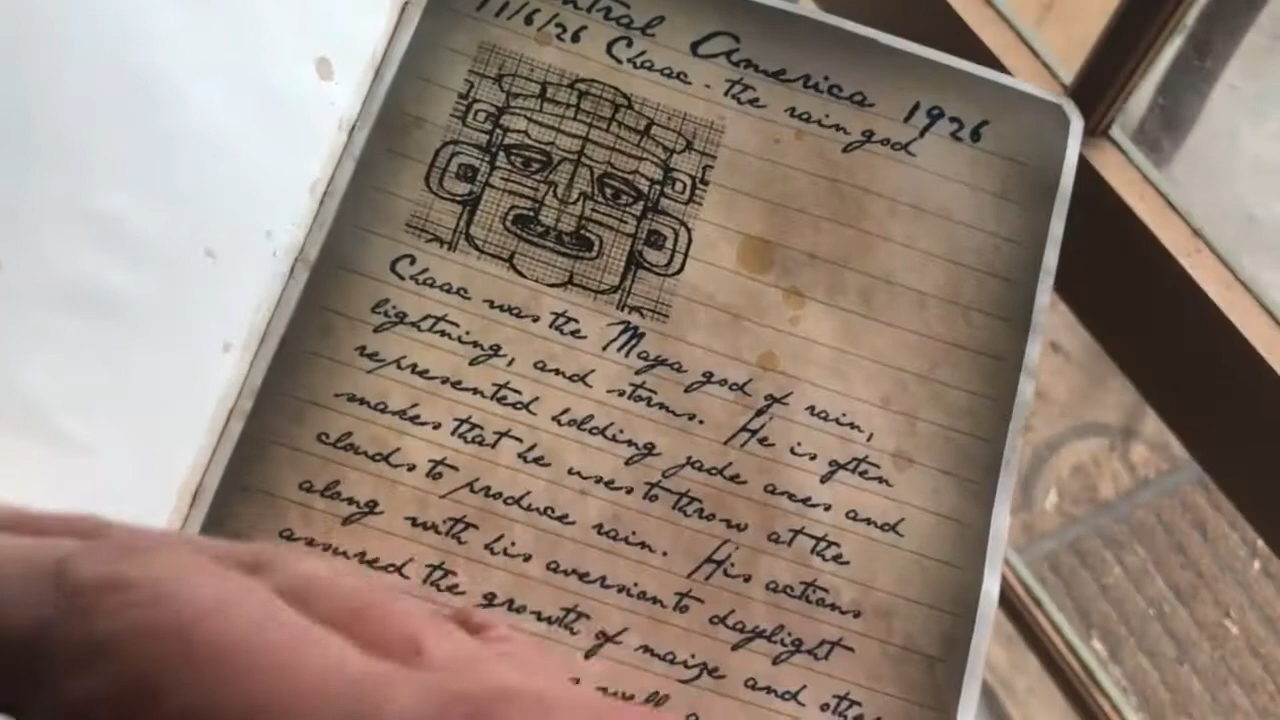 America 1926
11/6/26 Chaac - the rain god
Chaac was the Maya god of rain,
lightning, and storms. He is often
represented holding jade axes and
snakes that he uses to throw at the
clouds to produce rain. His actions
along with his aversion to daylight
assured the growth of maize and
well